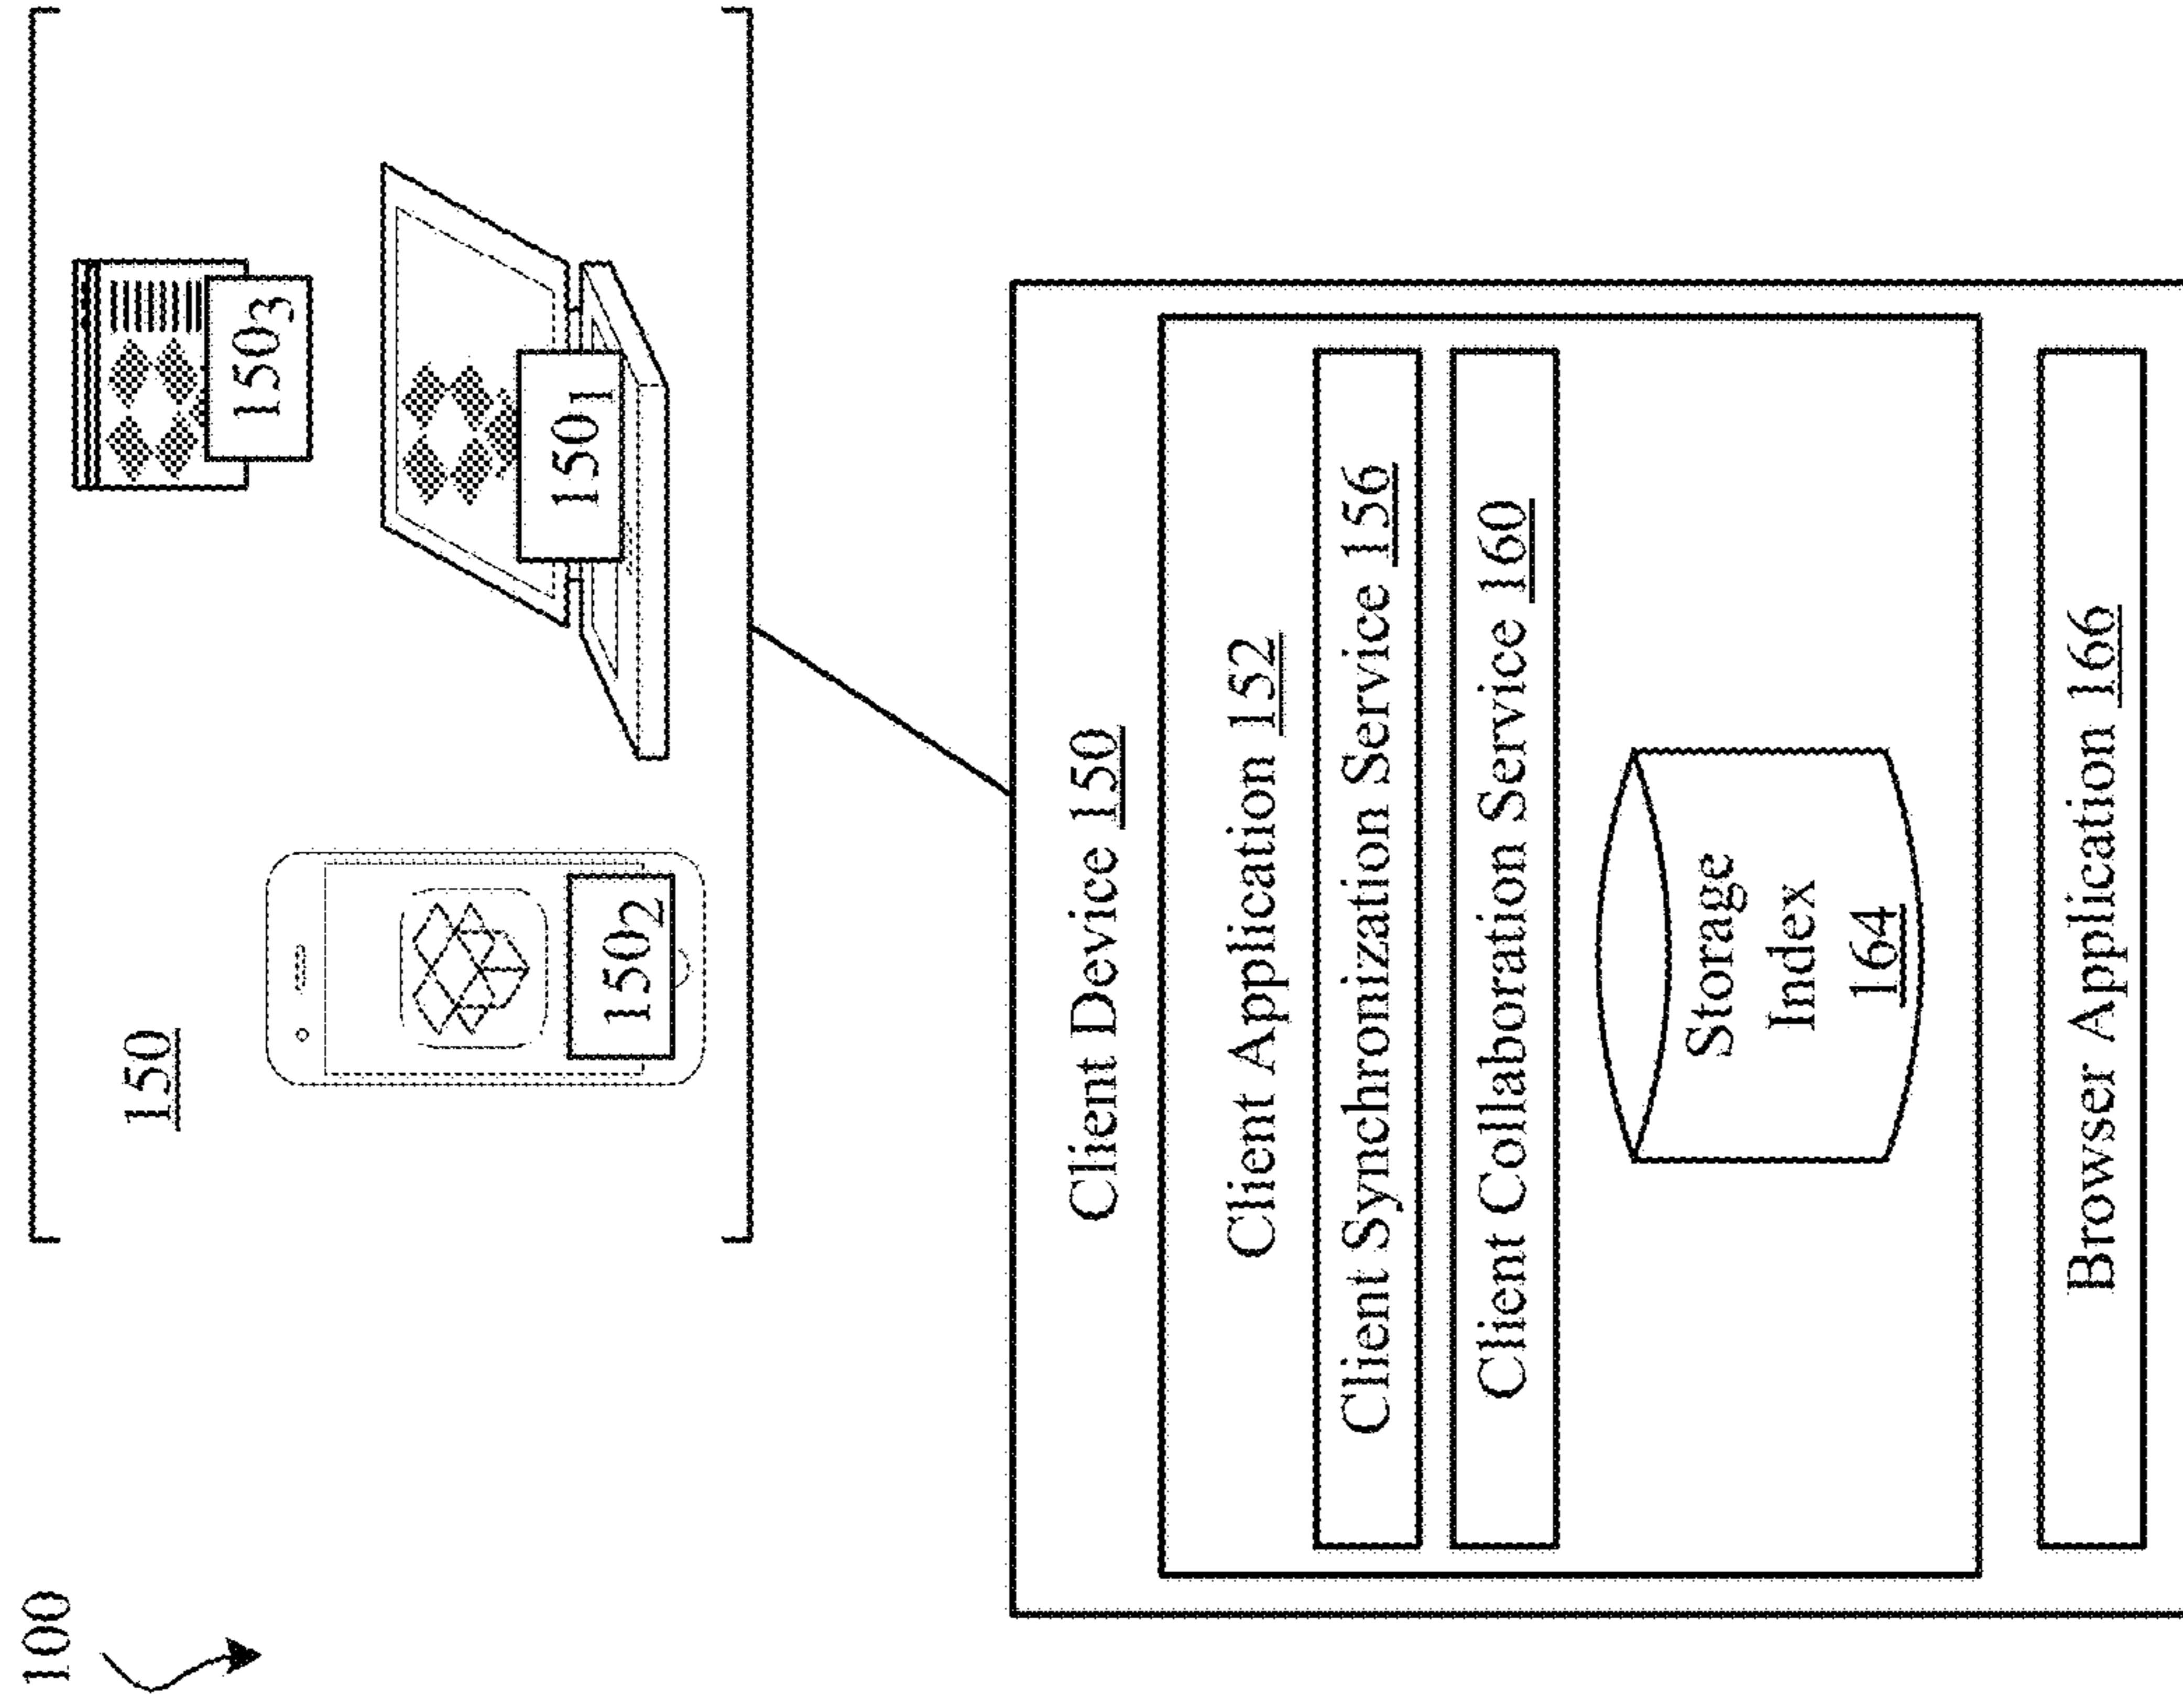 100
150
150₂
150₁
150₃
Client Device 150
Client Application 152
Client Synchronization Service 156
Client Collaboration Service 160
Storage
Index
164
Browser Application 166